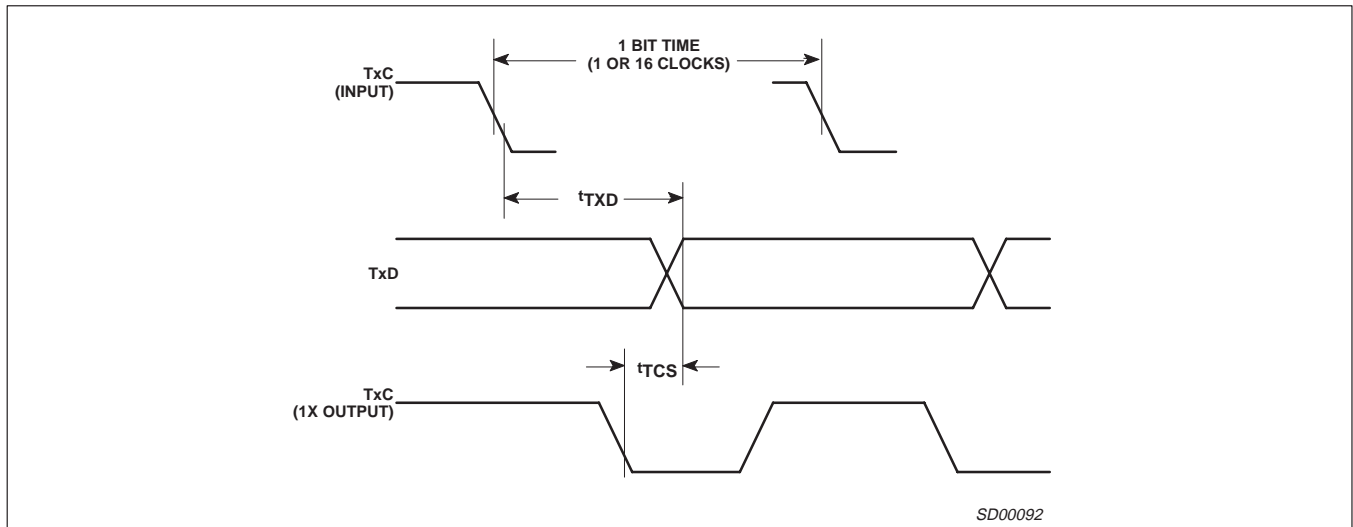 1 BIT TIME
(1 OR 16 CLOCKS)
TxC
(INPUT)
tTXD
TxD
tTCS
TxC
(1X OUTPUT)
SD00092